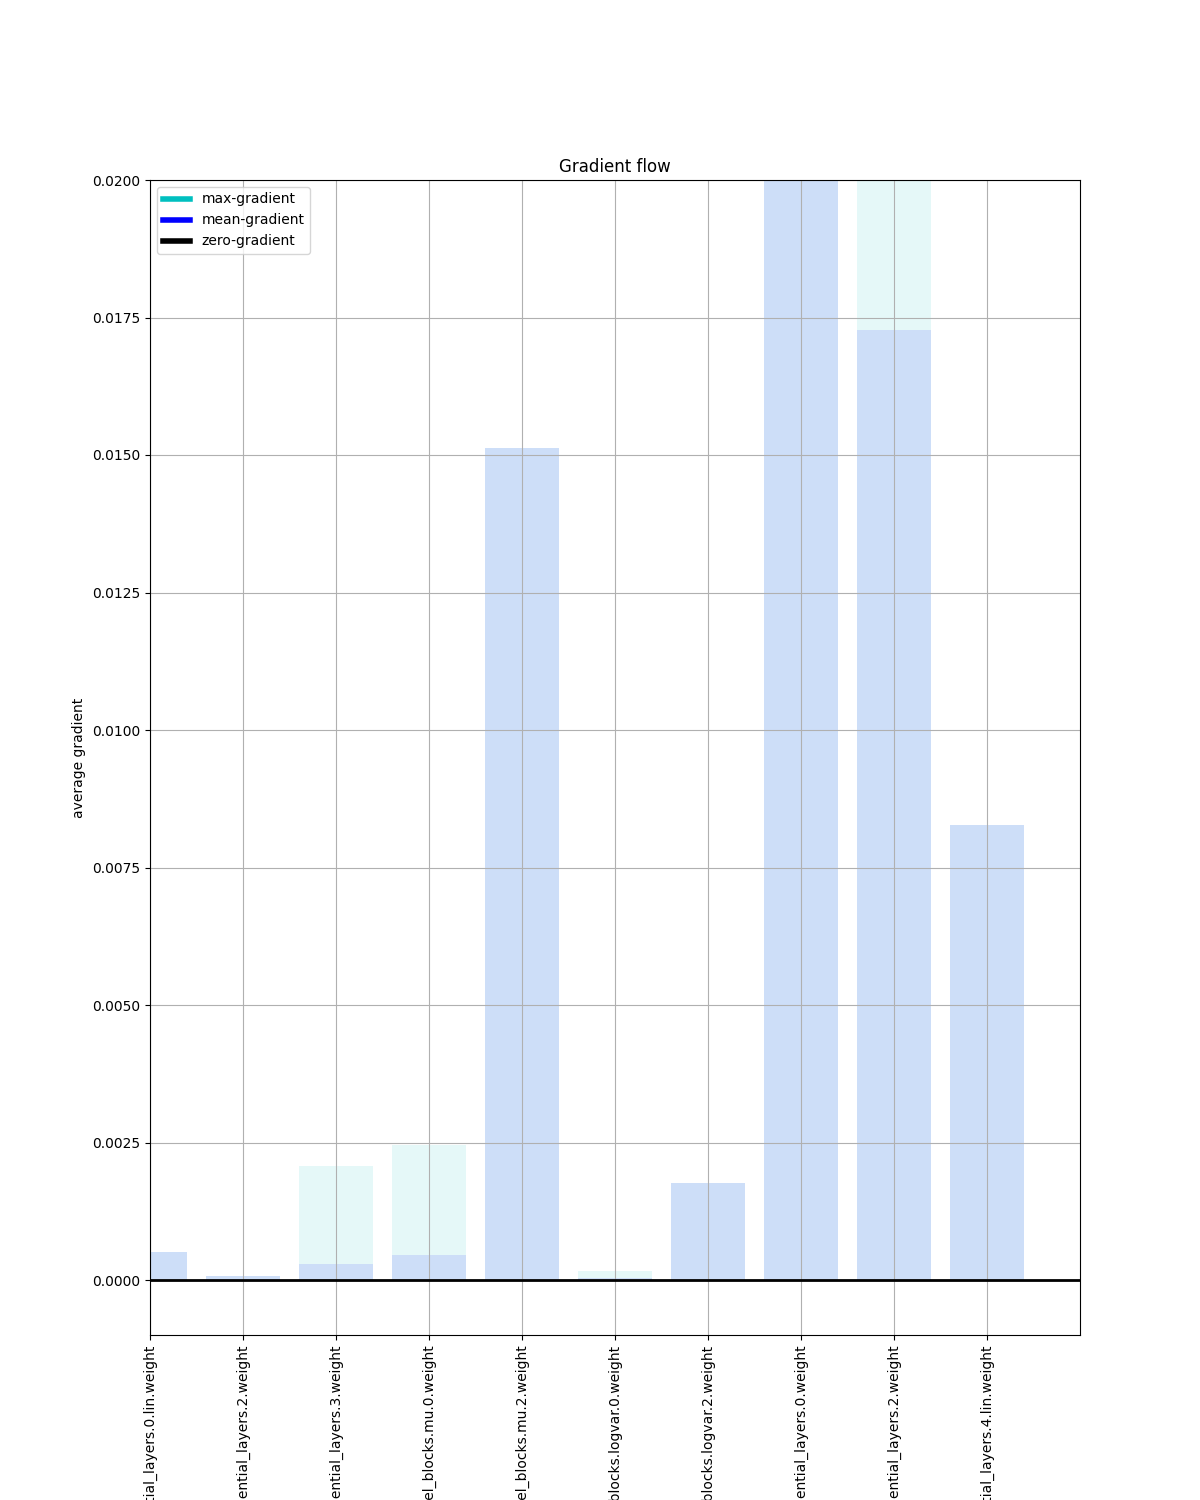 Gradient flow
max-gradient
mean-gradient
zero-gradient
0.0200
0.0175
0.0150
0.0125
0.0100
0.0075
0.0050
0.0025
0.0000
average gradient
tial_layers.0.lin.weight
ential_layers.2.weight
ential_layers.3.weight
el_blocks.mu.0.weight
el_blocks.mu.2.weight
blocks.logvar.0.weight
blocks.logvar.2.weight
ential_layers.0.weight
ential_layers.2.weight
tial_layers.4.lin.weight